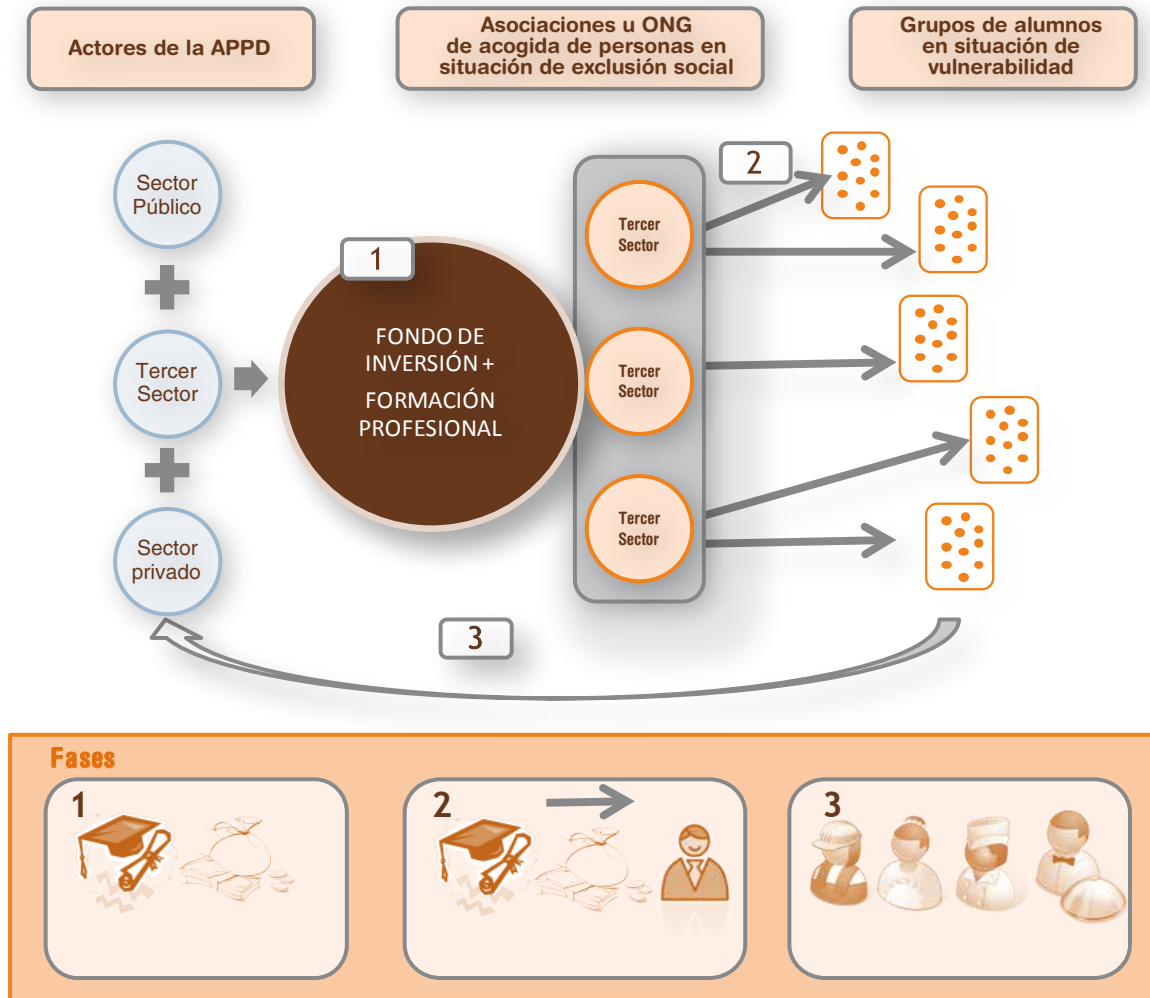 Actores de la APPD
Asociaciones u ONG
de acogida de personas en
situación de exclusión social
Grupos de alumnos
en situación de
vulnerabilidad
Sector
Público
Tercer
Sector
Sector
privado
1
FONDO DE
INVERSIÓN +
FORMACIÓN
PROFESIONAL
Tercer
Sector
Tercer
Sector
Tercer
Sector
2
3
Fases
1
2
3